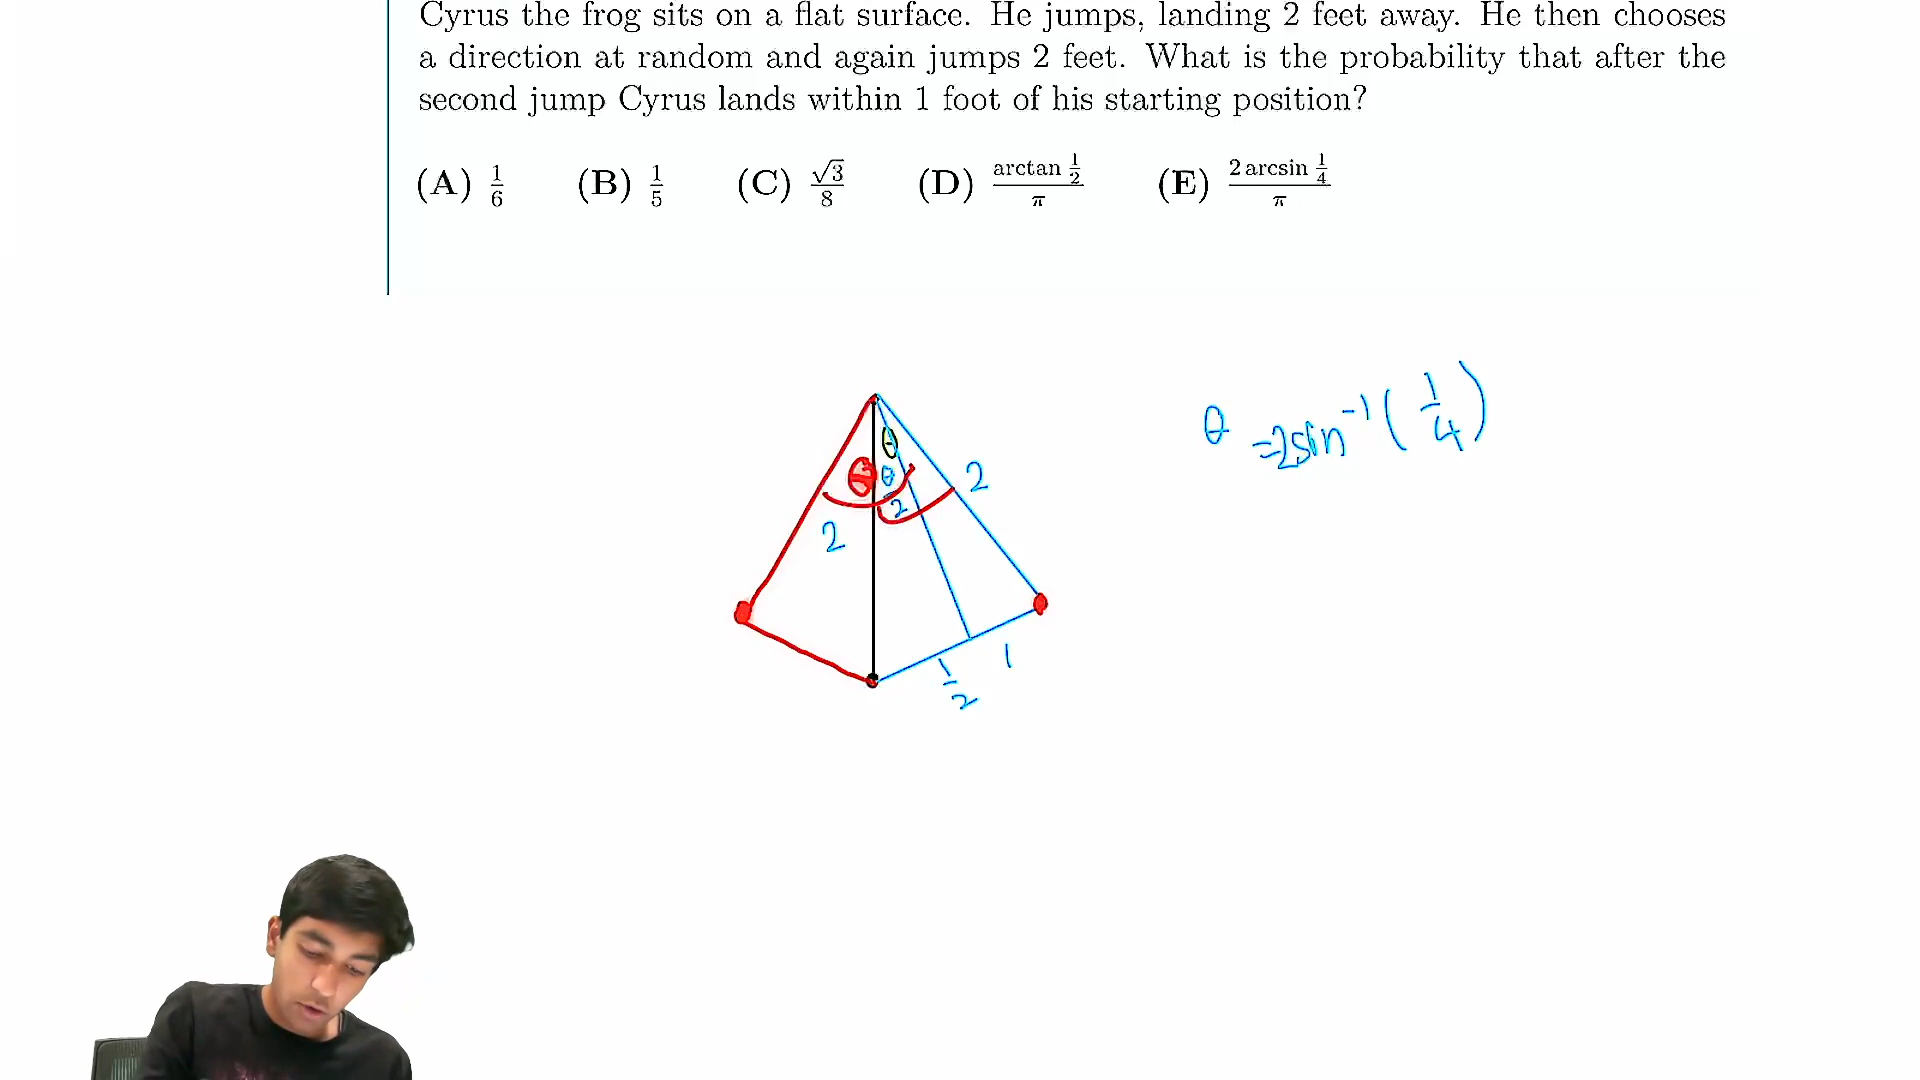 Cyrus the frog sits on a flat surface. He jumps, landing 2 feet away. He then chooses
a direction at random and again jumps 2 feet. What is the probability that after the
second jump Cyrus lands within 1 foot of his starting position?
(A) 1/6 (B) 1/5 (C) √3/8 (D) arctan 1/2 / π (E) 2 arcsin 1/4 / π
θ = 2sin⁻¹(1/4)
θ
θ θ/2 2
2
1/2 1